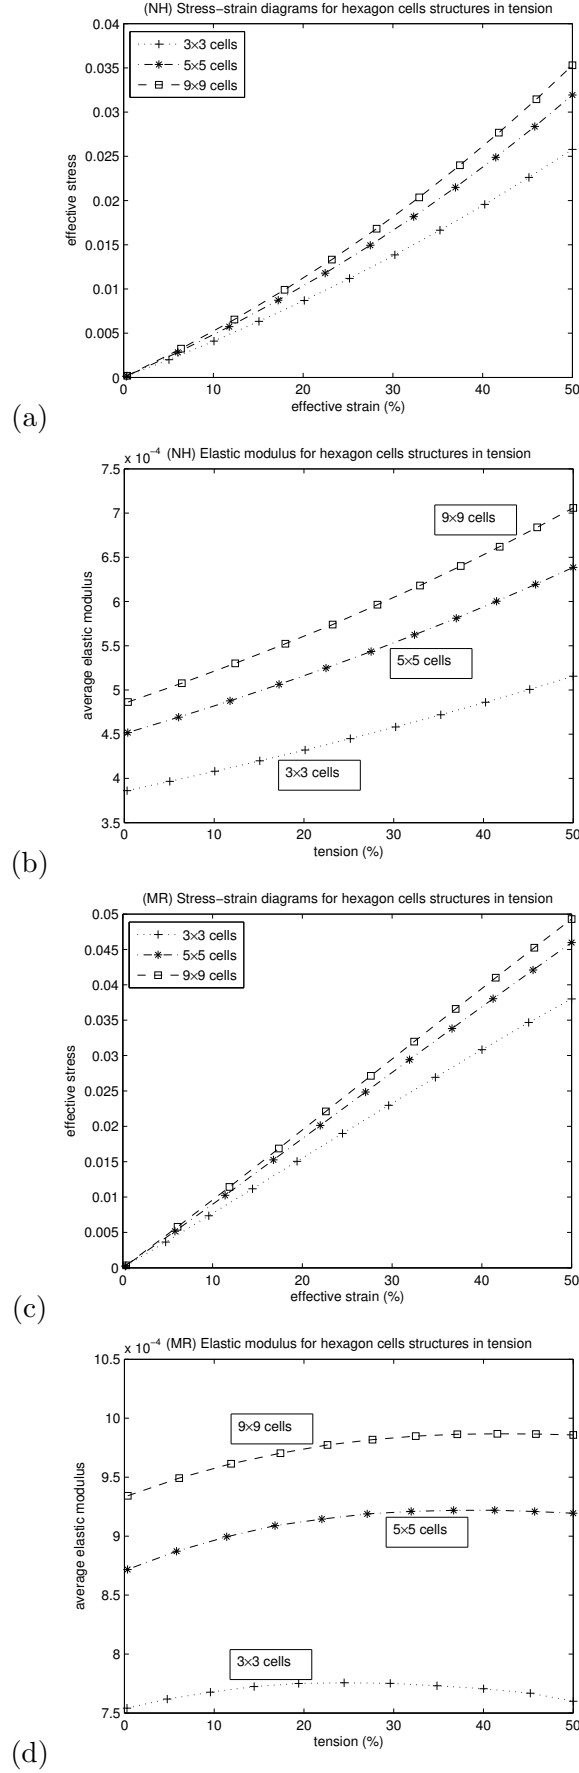 (NH) Stress−strain diagrams for hexagon cells structures in tension
0.04
0.035
0.03
0.025
0.02
0.015
0.01
0.005
0
effective stress
3×3 cells
5×5 cells
9×9 cells
0 10 20 30 40 50
effective strain (%)
(a)
x 10⁻⁴ (NH) Elastic modulus for hexagon cells structures in tension
7.5
7
6.5
6
5.5
5
4.5
4
3.5
average elastic modulus
9×9 cells
5×5 cells
3×3 cells
0 10 20 30 40 50
tension (%)
(b)
(MR) Stress−strain diagrams for hexagon cells structures in tension
0.05
0.045
0.04
0.035
0.03
0.025
0.02
0.015
0.01
0.005
0
effective stress
3×3 cells
5×5 cells
9×9 cells
0 10 20 30 40 50
effective strain (%)
(c)
x 10⁻⁴ (MR) Elastic modulus for hexagon cells structures in tension
10.5
10
9.5
9
8.5
8
7.5
average elastic modulus
9×9 cells
5×5 cells
3×3 cells
0 10 20 30 40 50
tension (%)
(d)